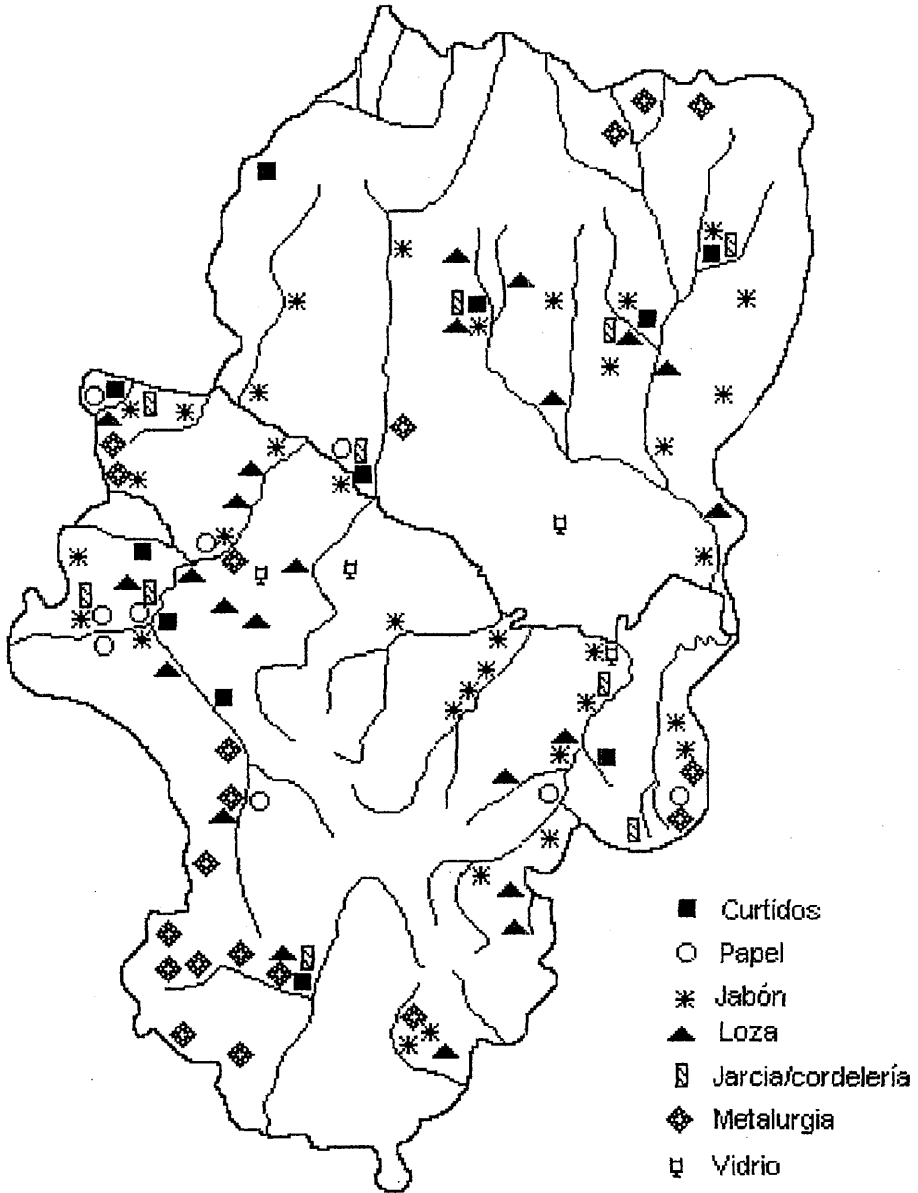 Curtidos
Papel
Jabón
Loza
Jarcia/cordelería
Metalurgia
Vidrio